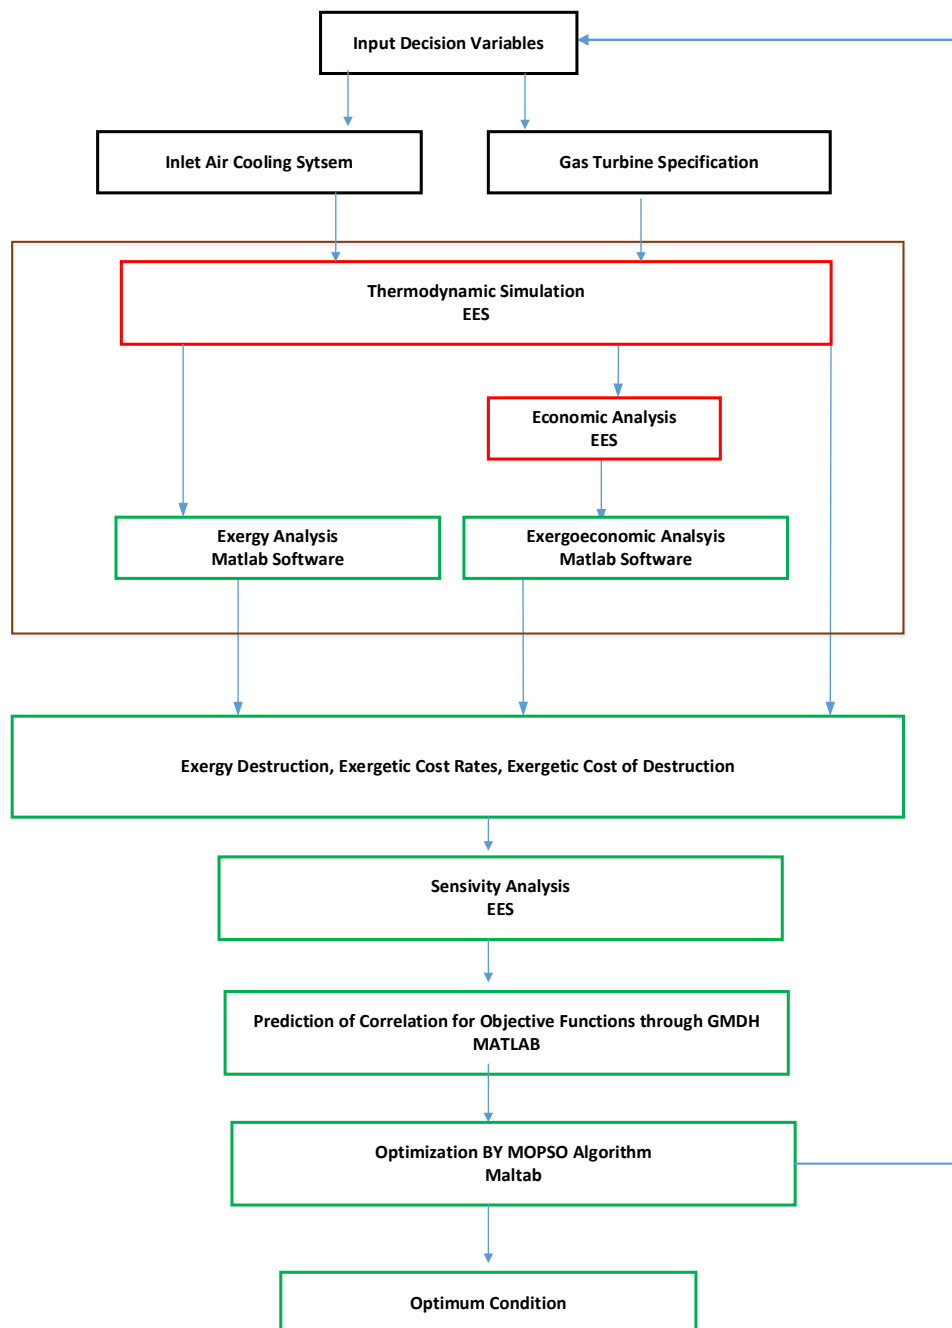 Input Decision Variables
Inlet Air Cooling Sytsem
Gas Turbine Specification
Thermodynamic Simulation
EES
Economic Analysis
EES
Exergy Analysis
Matlab Software
Exergoeconomic Analsyis
Matlab Software
Exergy Destruction, Exergetic Cost Rates, Exergetic Cost of Destruction
Sensivity Analysis
EES
Prediction of Correlation for Objective Functions through GMDH
MATLAB
Optimization BY MOPSO Algorithm
Maltab
Optimum Condition